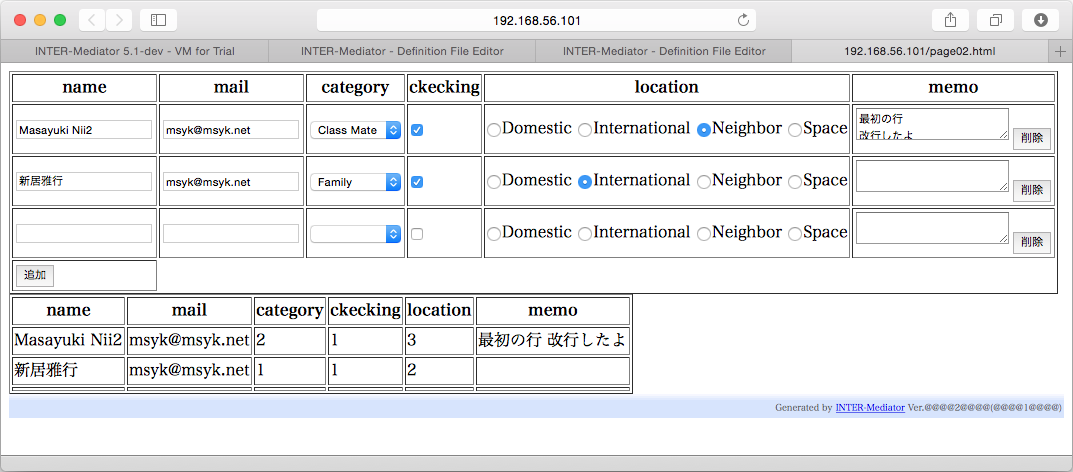 192.168.56.101
INTER-Mediator 5.1-dev - VM for Trial INTER-Mediator - Definition File Editor INTER-Mediator - Definition File Editor 192.168.56.101/page02.html
name mail category ckecking location memo
Masayuki Nii2 msyk@msyk.net Class Mate Domestic International Neighbor Space 最初の行
改行したよ 削除
新居雅行 msyk@msyk.net Family Domestic International Neighbor Space 削除
Domestic International Neighbor Space 削除
追加
name mail category ckecking location memo
Masayuki Nii2 msyk@msyk.net 2 1 3 最初の行 改行したよ
新居雅行 msyk@msyk.net 1 1 2
Generated by INTER-Mediator Ver.@@@@2@@@@(@@@@1@@@@)